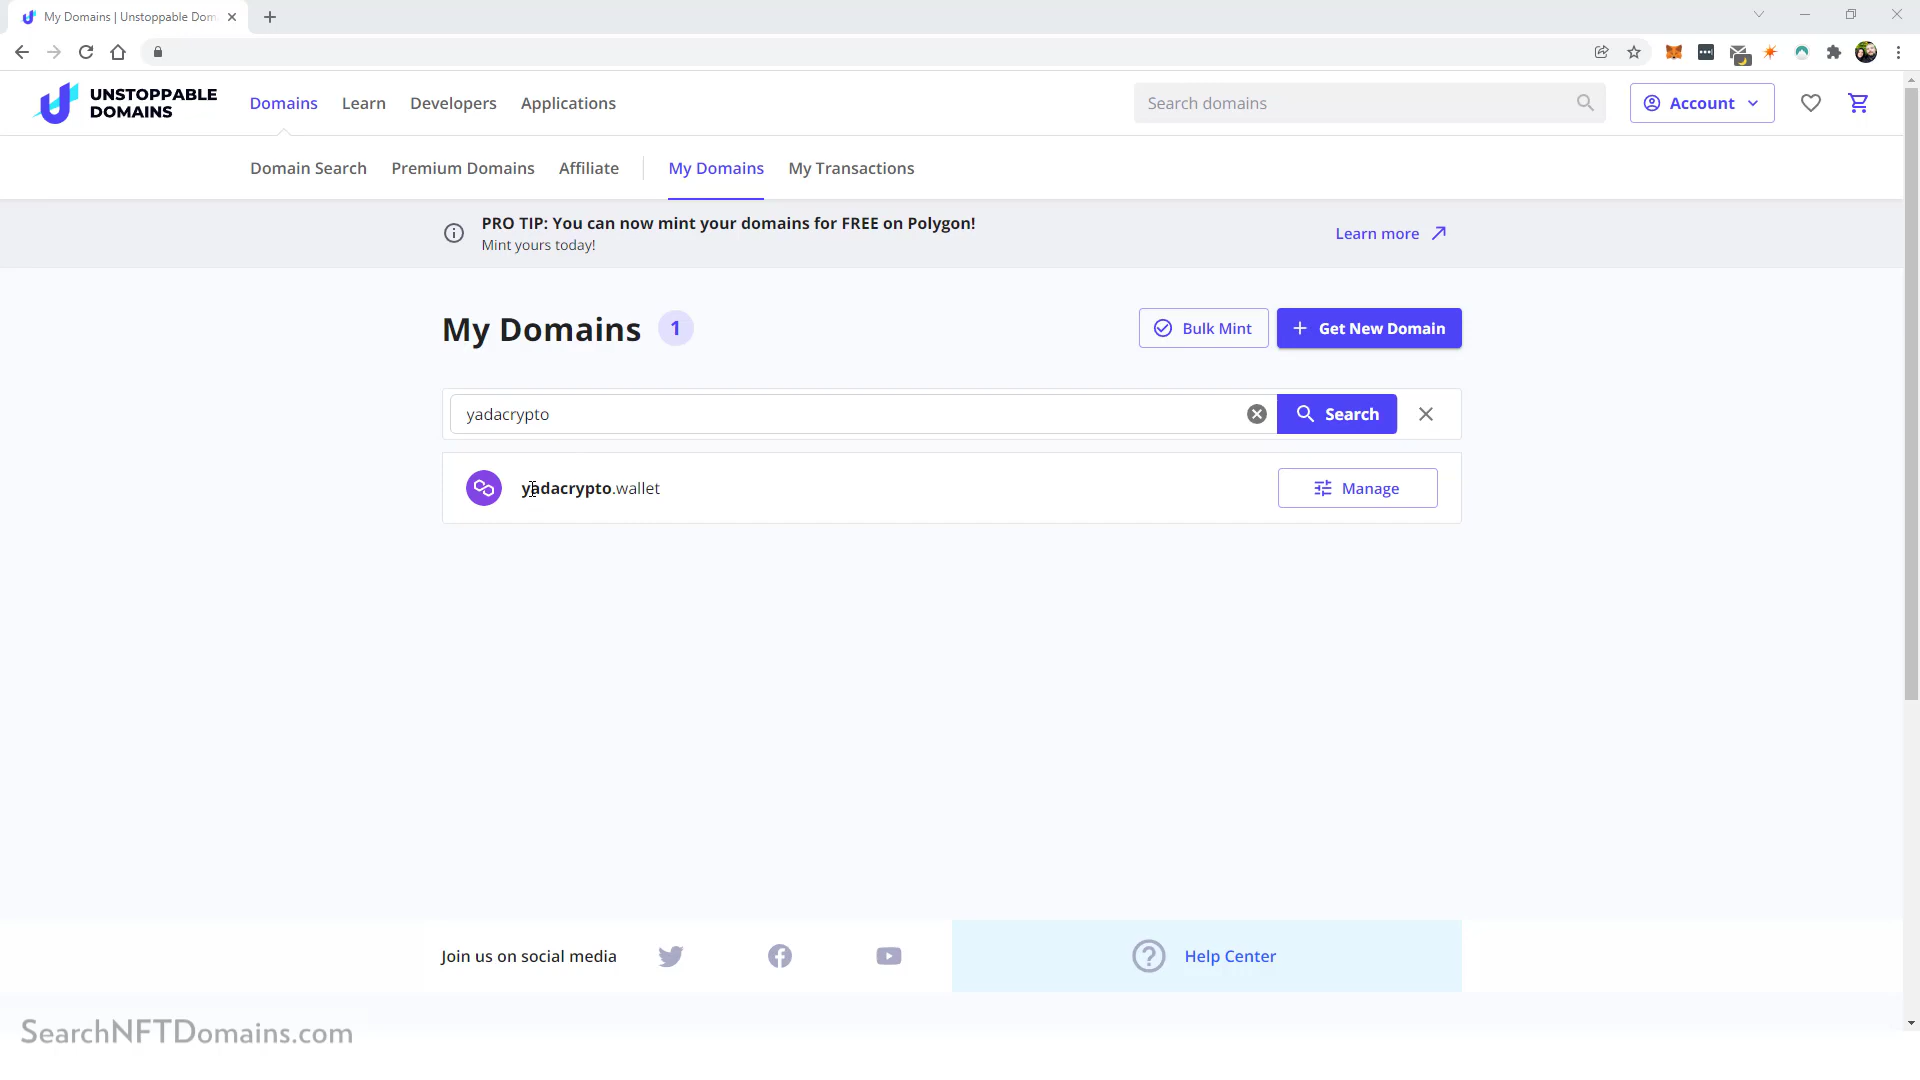 My Domains | Unstoppable Dom
UNSTOPPABLE
DOMAINS
Domains
Learn
Developers
Applications
Search domains
Account
Domain Search
Premium Domains
Affiliate
My Domains
My Transactions
PRO TIP: You can now mint your domains for FREE on Polygon!
Mint yours today!
Learn more
My Domains 1
Bulk Mint
Get New Domain
yadacrypto
Search
yadacrypto.wallet
Manage
Join us on social media
Help Center
SearchNFTDomains.com